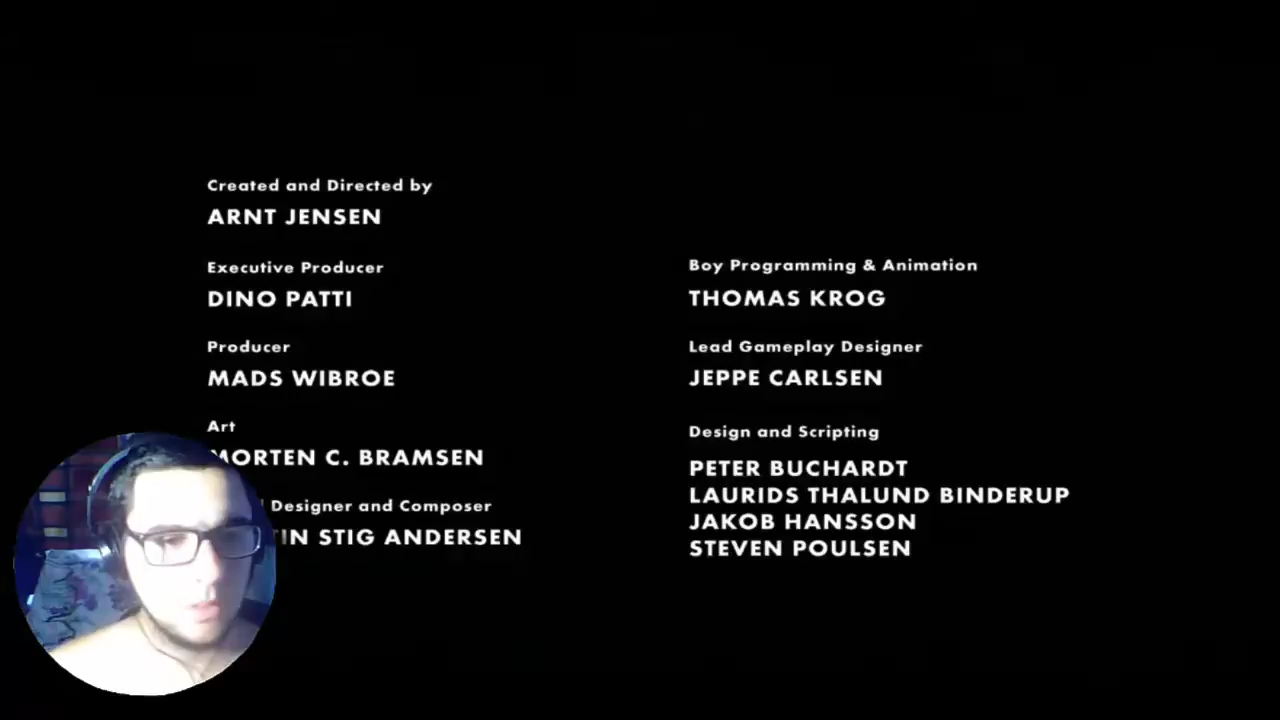 Created and Directed by
ARNT JENSEN
Executive Producer
DINO PATTI
Producer
MADS WIBROE
Art
MORTEN C. BRAMSEN
Designer and Composer
STIG ANDERSEN
Boy Programming & Animation
THOMAS KROG
Lead Gameplay Designer
JEPPE CARLSEN
Design and Scripting
PETER BUCHARDT
LAURIDS THALUND BINDERUP
JAKOB HANSSON
STEVEN POULSEN